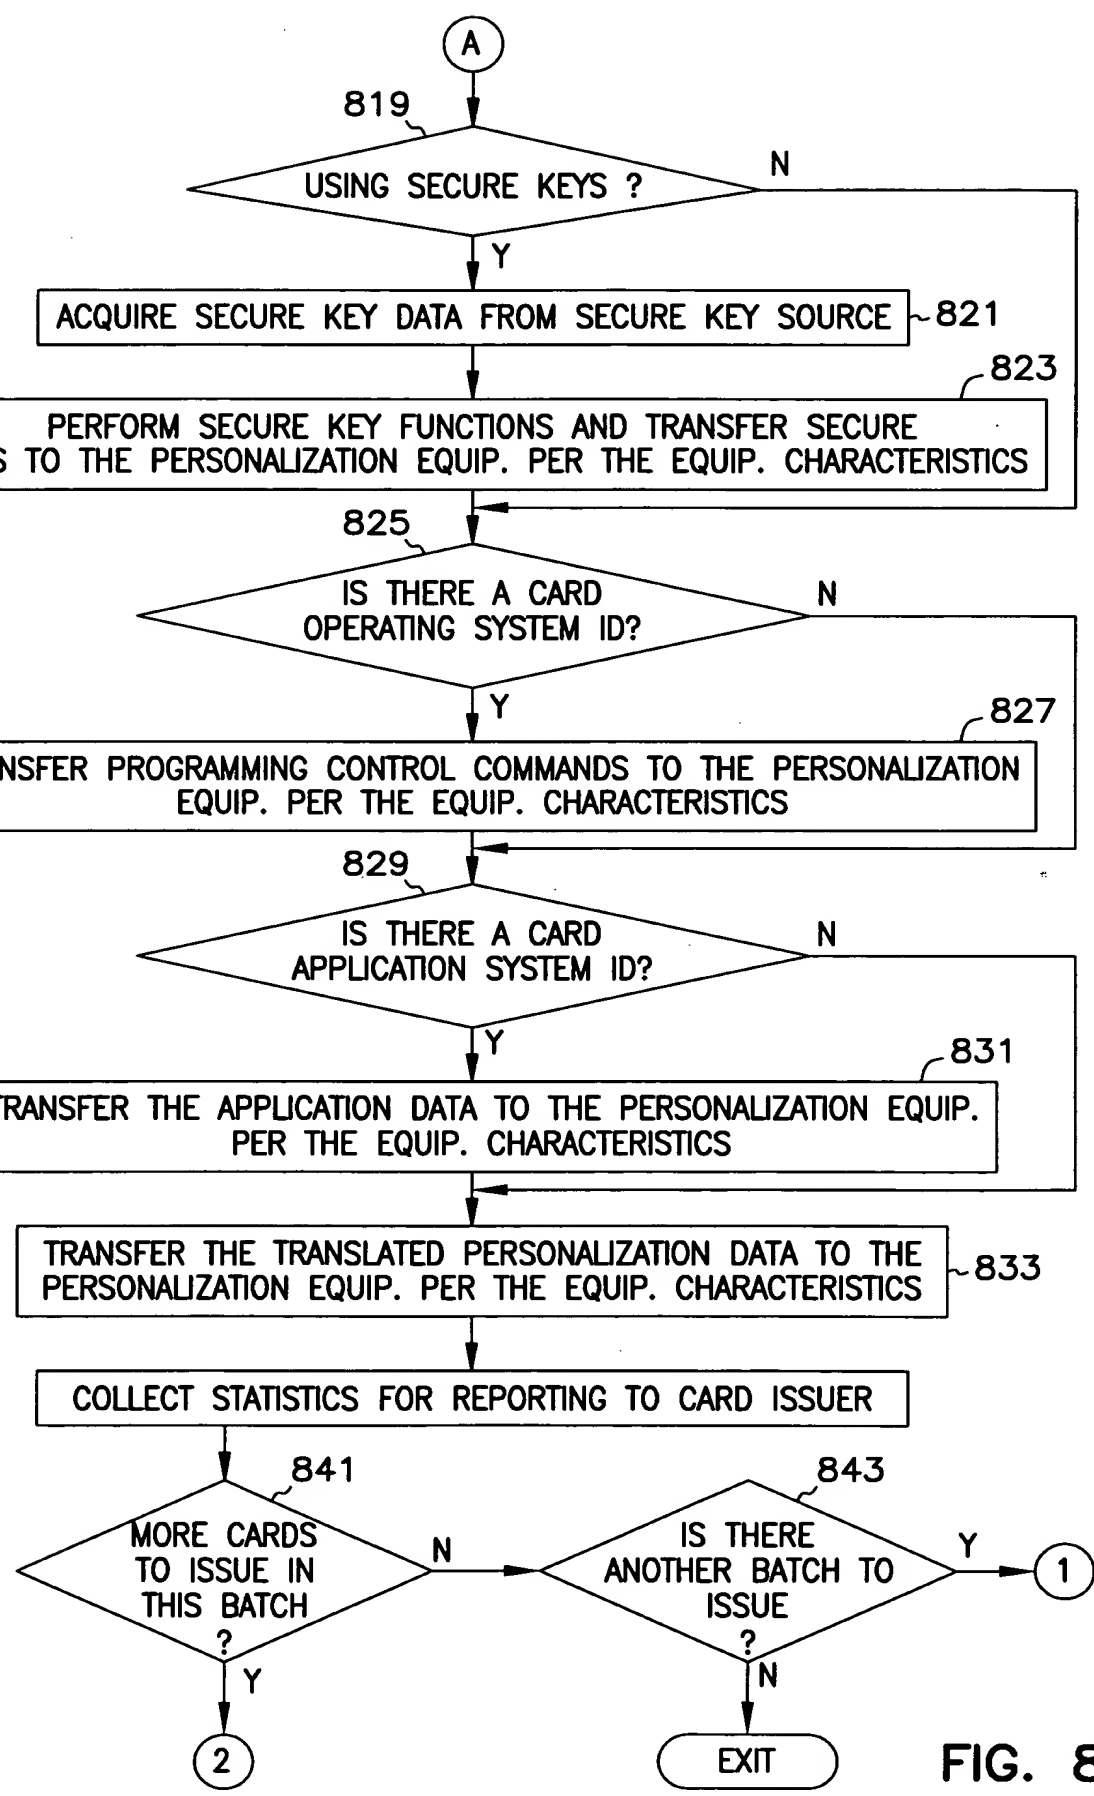 A
819
USING SECURE KEYS ?
N
Y
ACQUIRE SECURE KEY DATA FROM SECURE KEY SOURCE
821
823
PERFORM SECURE KEY FUNCTIONS AND TRANSFER SECURE
TO THE PERSONALIZATION EQUIP. PER THE EQUIP. CHARACTERISTICS
825
IS THERE A CARD
OPERATING SYSTEM ID?
N
Y
827
NSFER PROGRAMMING CONTROL COMMANDS TO THE PERSONALIZATION
EQUIP. PER THE EQUIP. CHARACTERISTICS
829
IS THERE A CARD
APPLICATION SYSTEM ID?
N
Y
831
TRANSFER THE APPLICATION DATA TO THE PERSONALIZATION EQUIP.
PER THE EQUIP. CHARACTERISTICS
TRANSFER THE TRANSLATED PERSONALIZATION DATA TO THE
PERSONALIZATION EQUIP. PER THE EQUIP. CHARACTERISTICS
833
COLLECT STATISTICS FOR REPORTING TO CARD ISSUER
841
MORE CARDS
TO ISSUE IN
THIS BATCH
?
N
Y
2
843
IS THERE
ANOTHER BATCH TO
ISSUE
?
Y
1
N
EXIT
FIG. 8